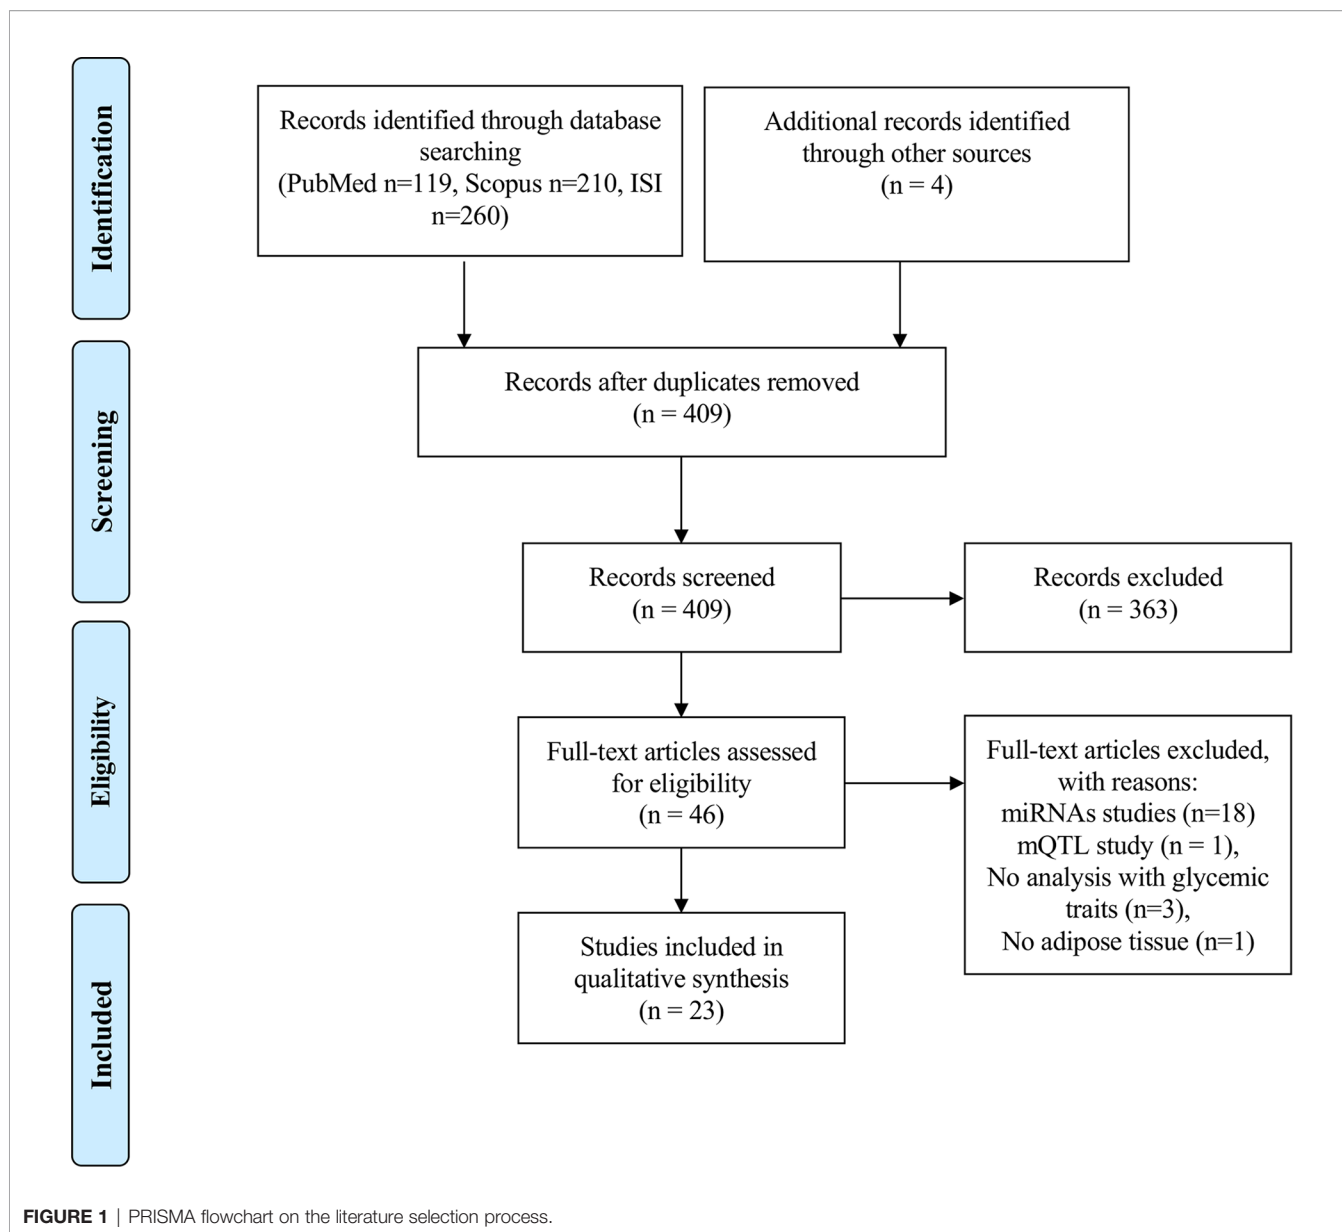 Identification
Records identified through database
searching
(PubMed n=119, Scopus n=210, ISI
n=260)
Additional records identified
through other sources
(n = 4)
Screening
Records after duplicates removed
(n = 409)
Records screened
(n = 409)
Records excluded
(n = 363)
Eligibility
Full-text articles assessed
for eligibility
(n = 46)
Full-text articles excluded,
with reasons:
miRNAs studies (n=18)
mQTL study (n = 1),
No analysis with glycemic
traits (n=3),
No adipose tissue (n=1)
Included
Studies included in
qualitative synthesis
(n = 23)
FIGURE 1 | PRISMA flowchart on the literature selection process.